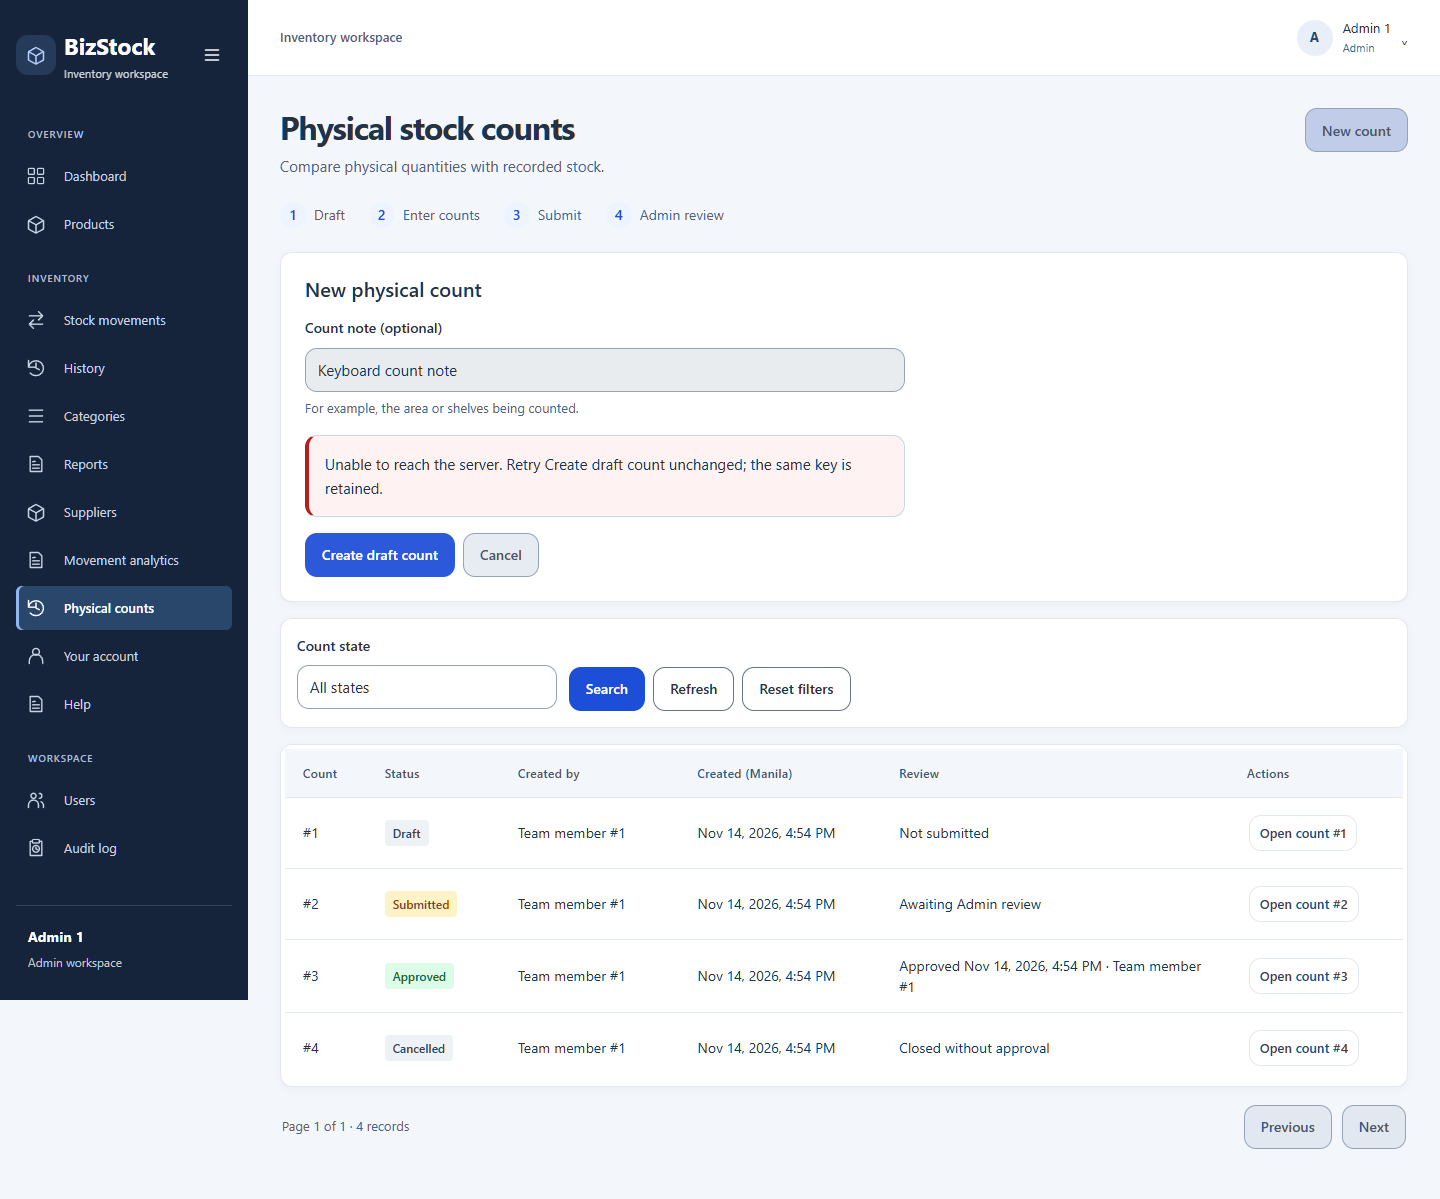 BizStock
Inventory workspace
OVERVIEW
Dashboard
Products
INVENTORY
Stock movements
History
Categories
Reports
Suppliers
Movement analytics
Physical counts
Your account
Help
WORKSPACE
Users
Audit log
Admin 1
Admin workspace
Inventory workspace
A
Admin 1
Admin
Physical stock counts
Compare physical quantities with recorded stock.
New count
1 Draft 2 Enter counts 3 Submit 4 Admin review
New physical count
Count note (optional)
Keyboard count note
For example, the area or shelves being counted.
Unable to reach the server. Retry Create draft count unchanged; the same key is
retained.
Create draft count Cancel
Count state
All states Search Refresh Reset filters
Count Status Created by Created (Manila) Review Actions
#1 Draft Team member #1 Nov 14, 2026, 4:54 PM Not submitted Open count #1
#2 Submitted Team member #1 Nov 14, 2026, 4:54 PM Awaiting Admin review Open count #2
#3 Approved Team member #1 Nov 14, 2026, 4:54 PM Approved Nov 14, 2026, 4:54 PM · Team member
#1 Open count #3
#4 Cancelled Team member #1 Nov 14, 2026, 4:54 PM Closed without approval Open count #4
Page 1 of 1 · 4 records Previous Next